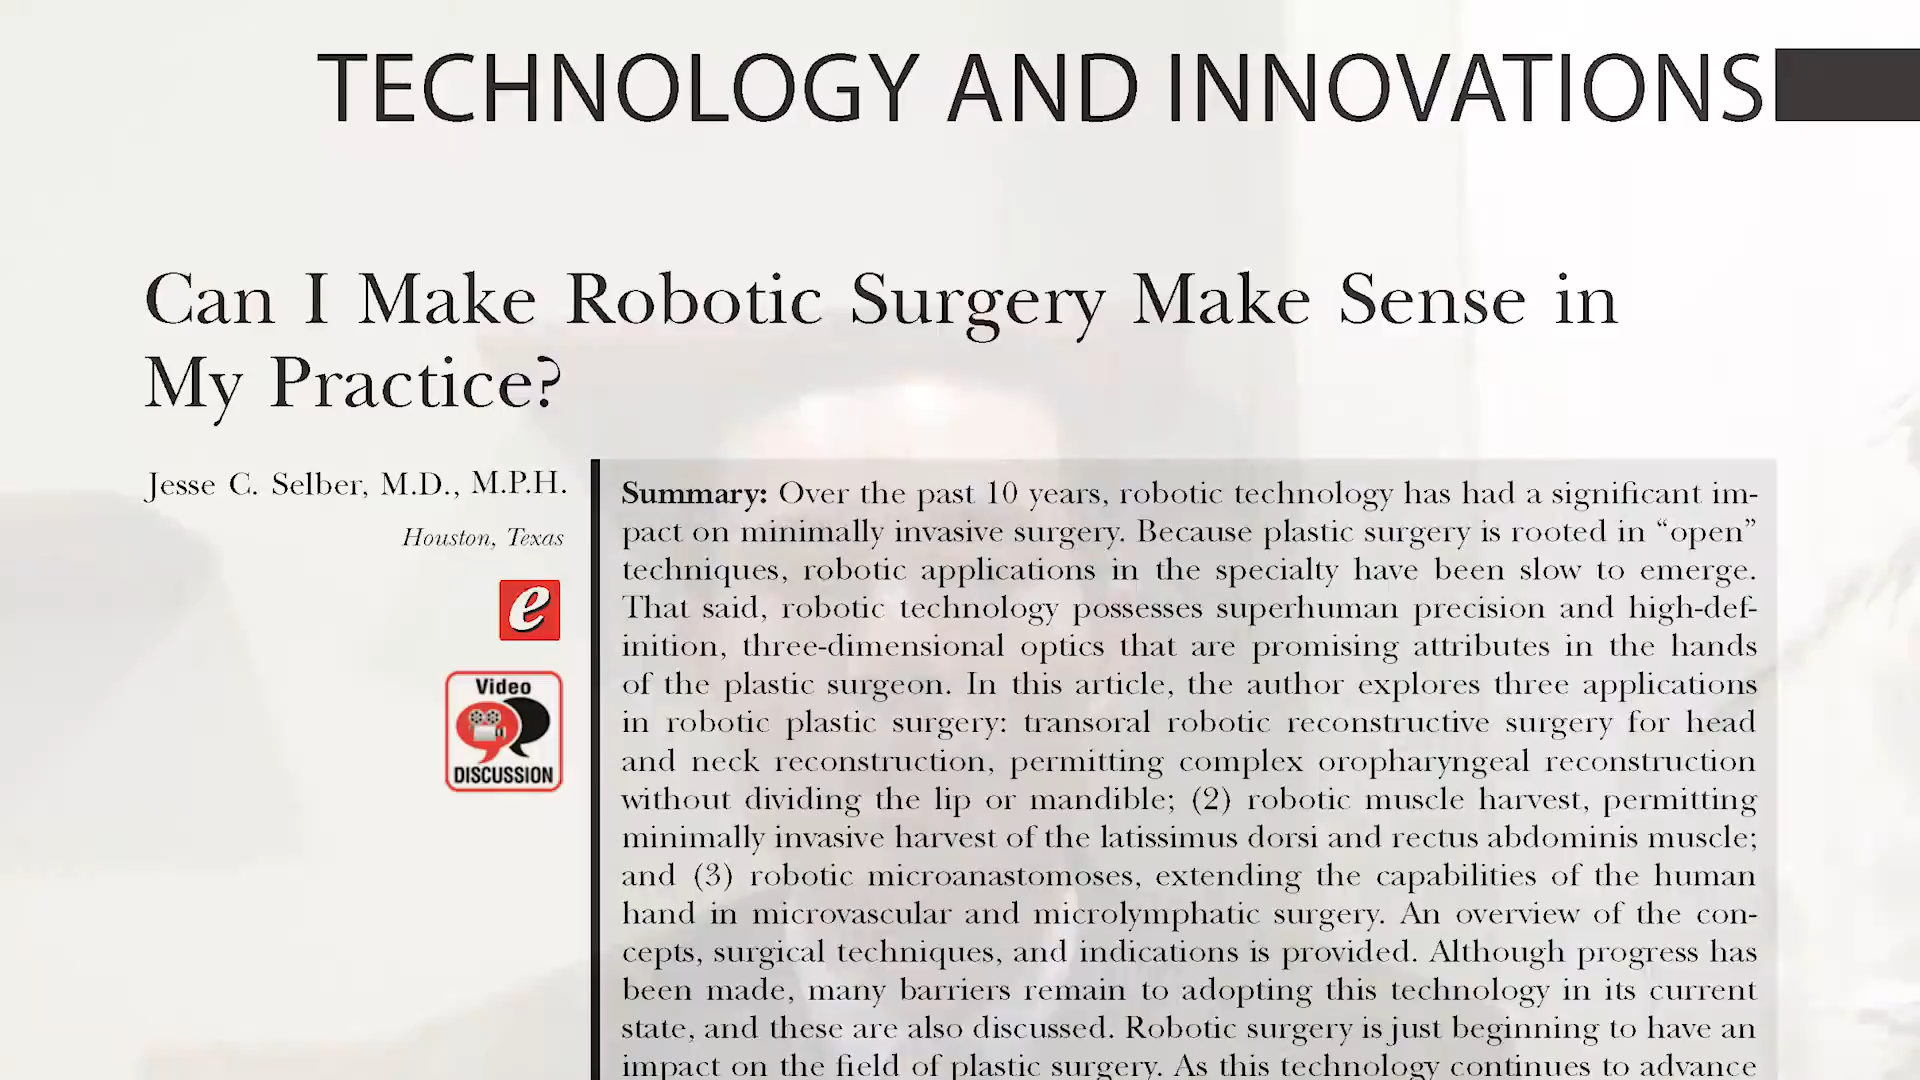 TECHNOLOGY AND INNOVATIONS
Can I Make Robotic Surgery Make Sense in
My Practice?
Jesse C. Selber, M.D., M.P.H.
Houston, Texas
e
Video
DISCUSSION
Summary: Over the past 10 years, robotic technology has had a significant im-
pact on minimally invasive surgery. Because plastic surgery is rooted in “open”
techniques, robotic applications in the specialty have been slow to emerge.
That said, robotic technology possesses superhuman precision and high-def-
inition, three-dimensional optics that are promising attributes in the hands
of the plastic surgeon. In this article, the author explores three applications
in robotic plastic surgery: transoral robotic reconstructive surgery for head
and neck reconstruction, permitting complex oropharyngeal reconstruction
without dividing the lip or mandible; (2) robotic muscle harvest, permitting
minimally invasive harvest of the latissimus dorsi and rectus abdominis muscle;
and (3) robotic microanastomoses, extending the capabilities of the human
hand in microvascular and microlymphatic surgery. An overview of the con-
cepts, surgical techniques, and indications is provided. Although progress has
been made, many barriers remain to adopting this technology in its current
state, and these are also discussed. Robotic surgery is just beginning to have an
impact on the field of plastic surgery. As this technology continues to advance